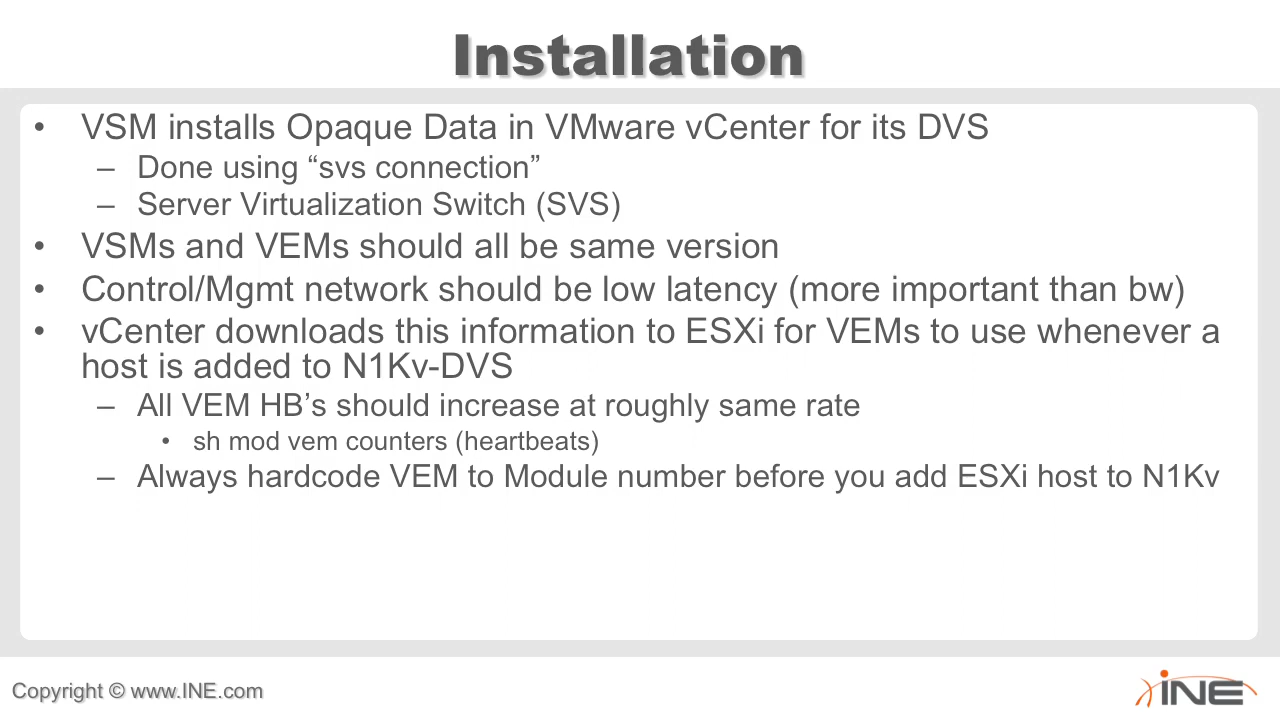 Installation
• VSM installs Opaque Data in VMware vCenter for its DVS
– Done using “svs connection”
– Server Virtualization Switch (SVS)
• VSMs and VEMs should all be same version
• Control/Mgmt network should be low latency (more important than bw)
• vCenter downloads this information to ESXi for VEMs to use whenever a
host is added to N1Kv-DVS
– All VEM HB’s should increase at roughly same rate
• sh mod vem counters (heartbeats)
– Always hardcode VEM to Module number before you add ESXi host to N1Kv
Copyright © www.INE.com
INE